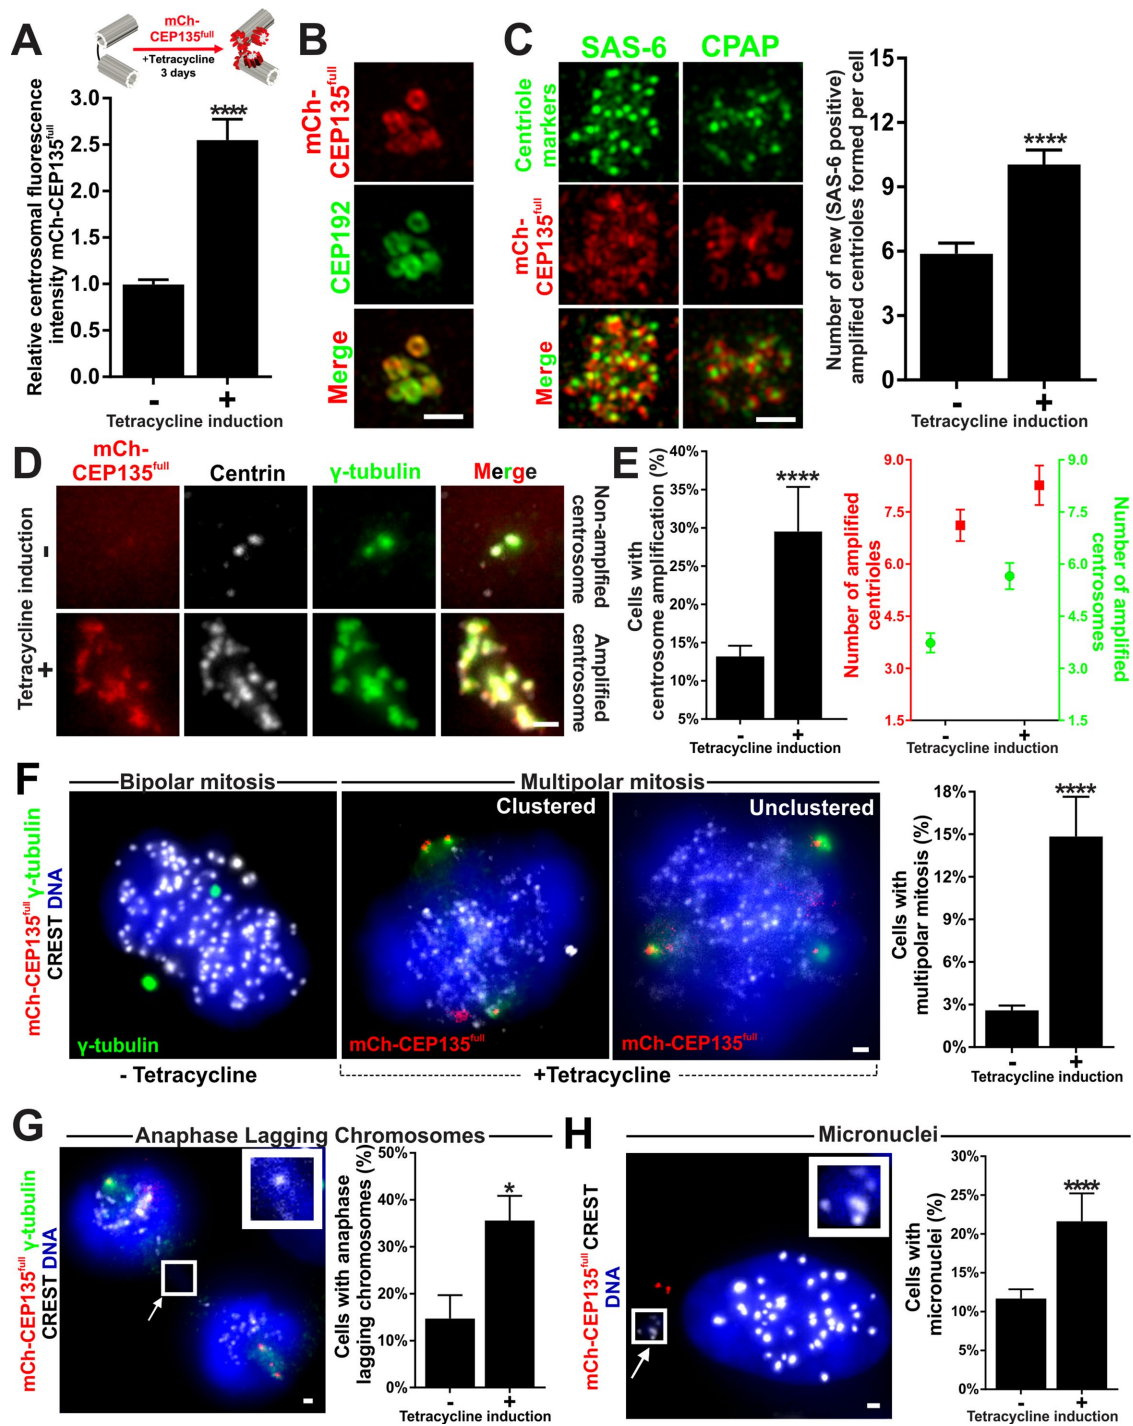 A
mCh-
CEP135full
+Tetracycline
3 days
Relative centrosomal fluorescence
intensity mCh-CEP135full
3.0
2.5
2.0
1.5
1.0
0.5
0.0
****
- +
Tetracycline induction
B
mCh-
CEP135full
CEP192
Merge
C
SAS-6 CPAP
Centriole
markers
mCh-
CEP135full
Merge
Number of new (SAS-6 positive)
amplified centrioles formed per cell
15
12
9
6
3
0
****
- +
Tetracycline induction
D
mCh-
CEP135full
Centrin
γ-tubulin
Merge
Tetracycline induction
-
+
Non-amplified
centrosome
Amplified
centrosome
E
Cells with
centrosome amplification (%)
40%
35%
30%
25%
20%
15%
10%
5%
****
- +
Tetracycline induction
Number of amplified
centrioles
9.0
7.5
6.0
4.5
3.0
1.5
9.0
7.5
6.0
4.5
3.0
1.5
Number of amplified
centrosomes
- +
Tetracycline induction
F
Bipolar mitosis
Multipolar mitosis
Clustered
Unclustered
mCh-CEP135full γ-tubulin
CREST DNA
γ-tubulin
mCh-CEP135full
mCh-CEP135full
- Tetracycline
+Tetracycline
Cells with
multipolar mitosis (%)
18%
15%
12%
9%
6%
3%
0%
****
- +
Tetracycline induction
G
Anaphase Lagging Chromosomes
mCh-CEP135full γ-tubulin
CREST DNA
Cells with anaphase
lagging chromosomes (%)
50%
40%
30%
20%
10%
0%
*
- +
Tetracycline induction
H
Micronuclei
mCh-CEP135full CREST
DNA
Cells with
micronuclei (%)
30%
25%
20%
15%
10%
5%
0%
****
- +
Tetracycline induction